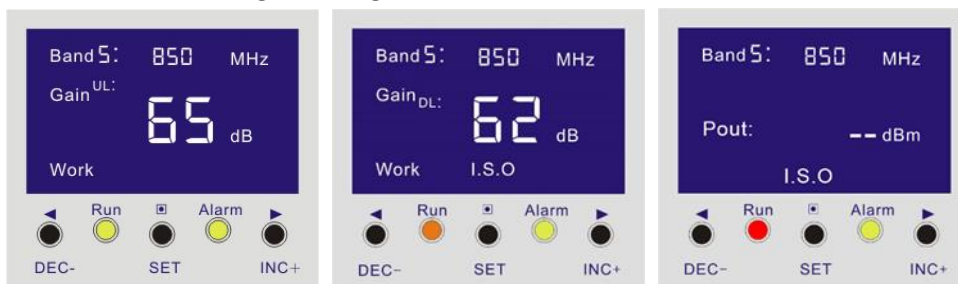 Band 5: 850 MHz
Gain UL:
65 dB
Work
Run Alarm
DEC- SET INC+
Band 5: 850 MHz
Gain DL:
62 dB
Work I.S.O
Run Alarm
DEC- SET INC+
Band 5: 850 MHz
Pout: -- dBm
I.S.O
Run Alarm
DEC- SET INC+